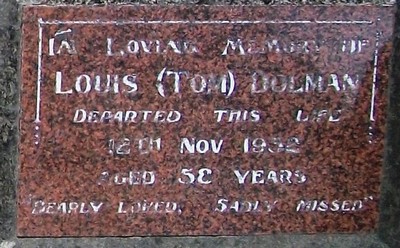 In Loving Memory of
Louis (Tom) Dolman
Departed This Life
12th Nov 1932
Aged 58 Years
"Dearly Loved, Sadly Missed"